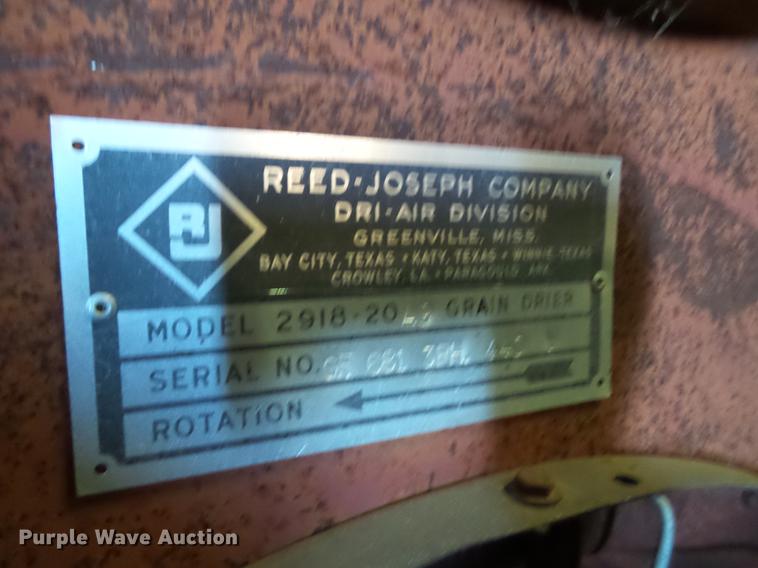 RJ
REED-JOSEPH COMPANY
DRI-AIR DIVISION
GREENVILLE, MISS.
BAY CITY, TEXAS • KATY, TEXAS • WINNIE, TEXAS
CROWLEY, LA. • PARAGOULD, ARK.
MODEL 2918-20 GRAIN DRIER
SERIAL NO. 681
ROTATION
Purple Wave Auction